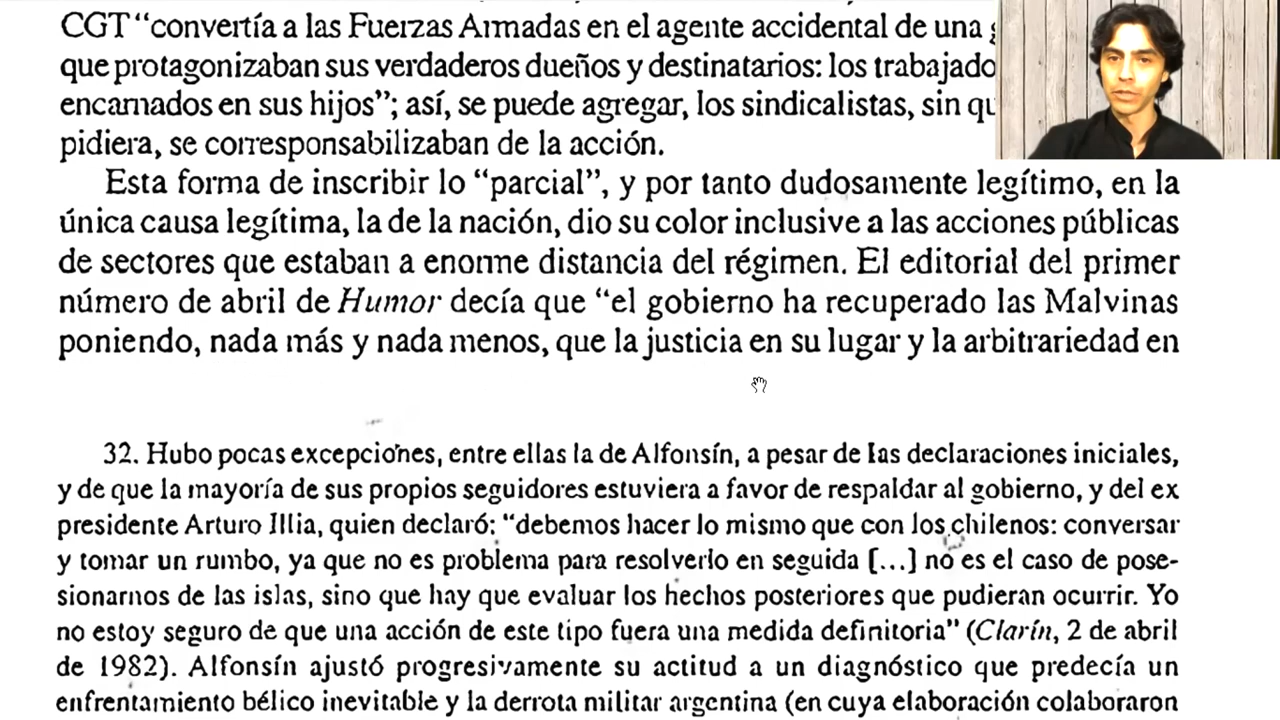 CGT “convertía a las Fuerzas Armadas en el agente accidental de una
que protagonizaban sus verdaderos dueños y destinatarios: los trabajado
encarnados en sus hijos”; así, se puede agregar, los sindicalistas, sin qu
pidiera, se corresponsabilizaban de la acción.
Esta forma de inscribir lo “parcial”, y por tanto dudosamente legítimo, en la
única causa legítima, la de la nación, dio su color inclusive a las acciones públicas
de sectores que estaban a enorme distancia del régimen. El editorial del primer
número de abril de Humor decía que “el gobierno ha recuperado las Malvinas
poniendo, nada más y nada menos, que la justicia en su lugar y la arbitrariedad en
32. Hubo pocas excepciones, entre ellas la de Alfonsín, a pesar de las declaraciones iniciales,
y de que la mayoría de sus propios seguidores estuviera a favor de respaldar al gobierno, y del ex
presidente Arturo Illia, quien declaró: “debemos hacer lo mismo que con los chilenos: conversar
y tomar un rumbo, ya que no es problema para resolverlo en seguida [...] no es el caso de pose-
sionarnos de las islas, sino que hay que evaluar los hechos posteriores que pudieran ocurrir. Yo
no estoy seguro de que una acción de este tipo fuera una medida definitoria” (Clarín, 2 de abril
de 1982). Alfonsín ajustó progresivamente su actitud a un diagnóstico que predecía un
enfrentamiento bélico inevitable y la derrota militar argentina (en cuya elaboración colaboraron